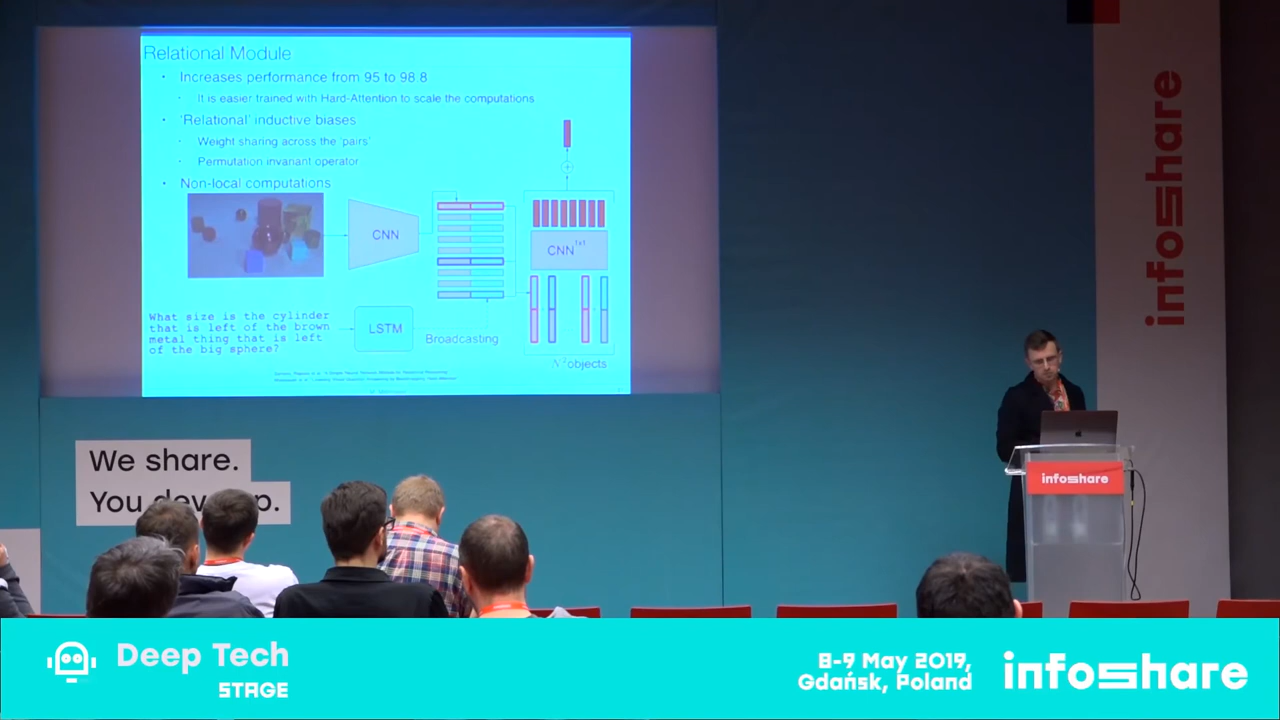 Relational Module
Increases performance from 95 to 98.8
It is easier trained with Hard-Attention to scale the computations
'Relational' inductive biases
Weight sharing across the 'pairs'
Permutation invariant operator
Non-local computations
CNN
CNN 1x1
What size is the cylinder
that is left of the brown
metal thing that is left
of the big sphere?
LSTM
Broadcasting
N² objects
infoshare
infoshare
We share.
Deep Tech
STAGE
8-9 May 2019,
Gdańsk, Poland
infoshare